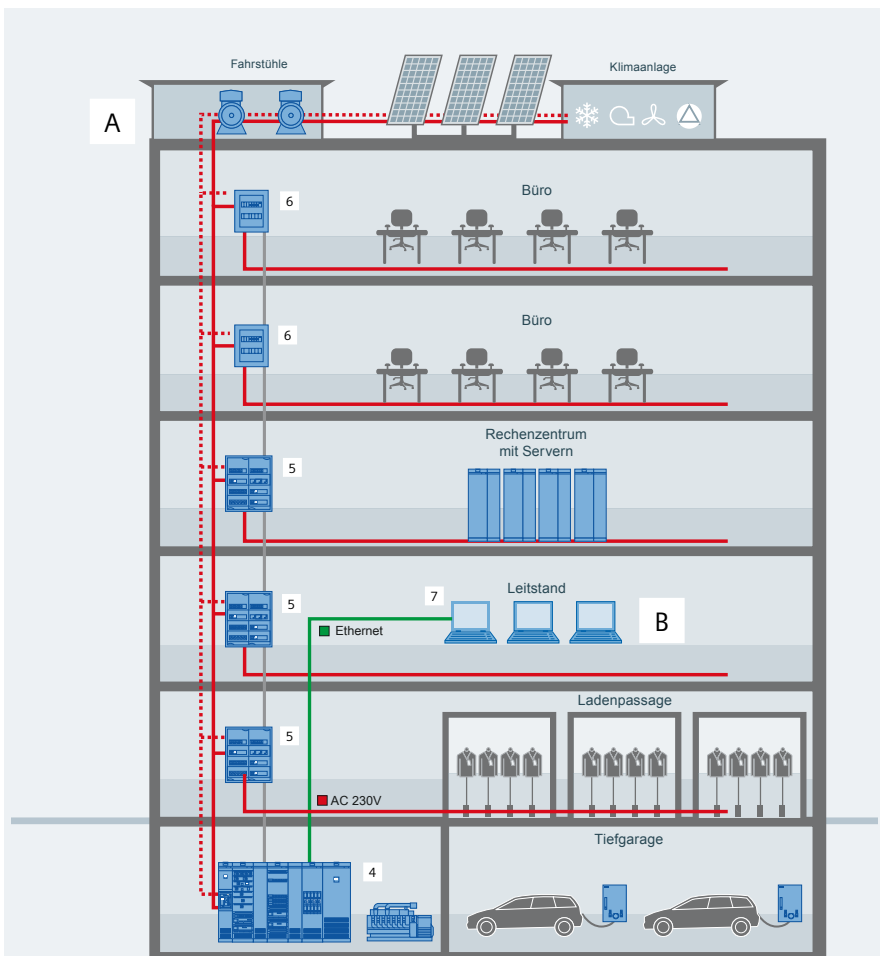 Fahrstühle
Klimaanlage
A
6
Büro
6
Büro
5
Rechenzentrum
mit Servern
5
7
Leitstand
B
Ethernet
5
Ladenpassage
AC 230V
4
Tiefgarage